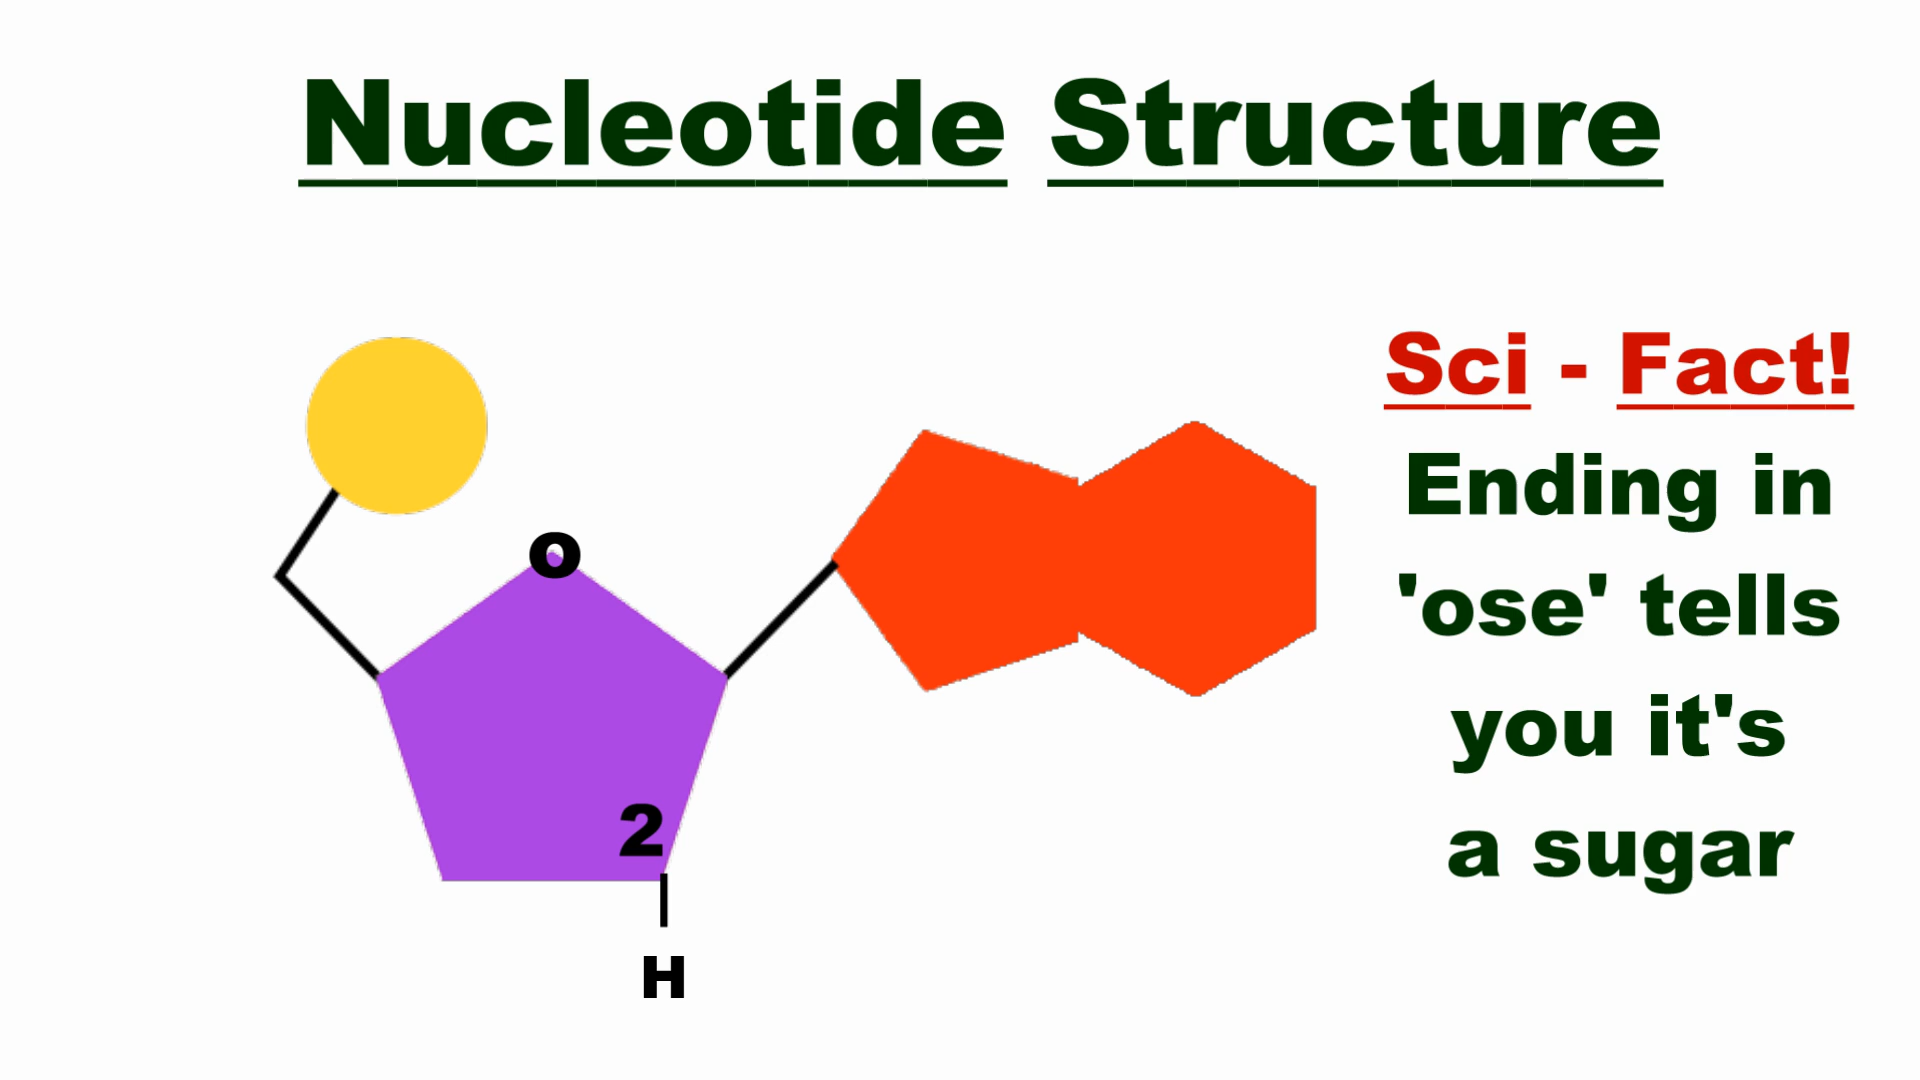 Nucleotide Structure
Sci - Fact!
Ending in
'ose' tells
you it's
a sugar
O
2
H